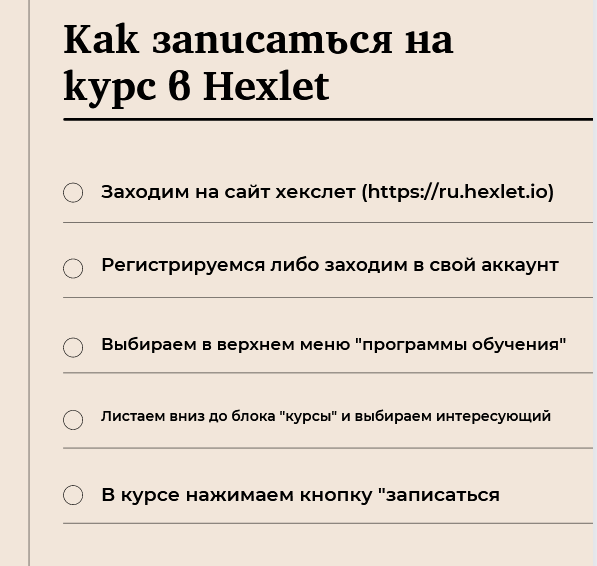 Как записаться на
курс в Hexlet
Заходим на сайт хекслет (https://ru.hexlet.io)
Регистрируемся либо заходим в свой аккаунт
Выбираем в верхнем меню "программы обучения"
Листаем вниз до блока "курсы" и выбираем интересующий
В курсе нажимаем кнопку "записаться